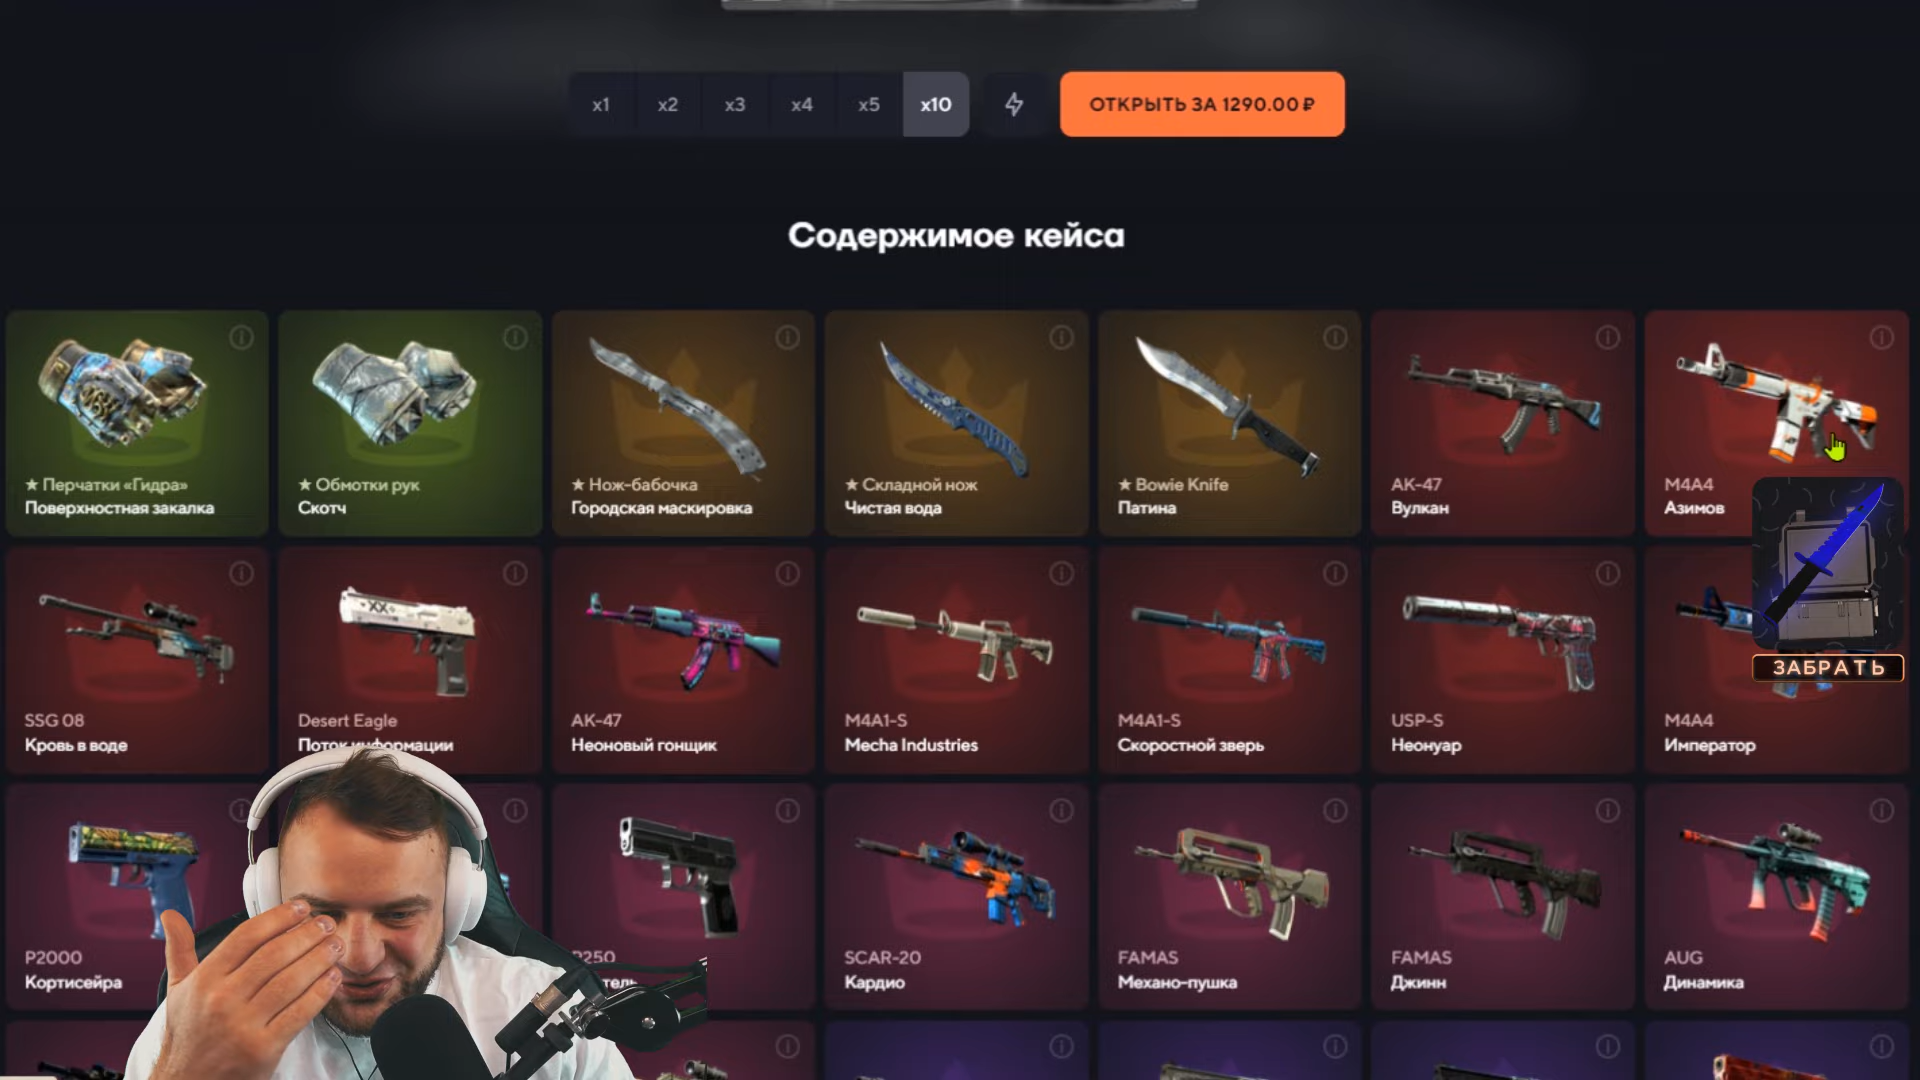 x1 x2 x3 x4 x5 x10 ОТКРЫТЬ ЗА 1290.00 ₽
Содержимое кейса
★ Перчатки «Гидра»
Поверхностная закалка
★ Обмотки рук
Скотч
★ Нож-бабочка
Городская маскировка
★ Складной нож
Чистая вода
★ Bowie Knife
Патина
AK-47
Вулкан
M4A4
Азимов
SSG 08
Кровь в воде
Desert Eagle
Поток информации
AK-47
Неоновый гонщик
M4A1-S
Mecha Industries
M4A1-S
Скоростной зверь
USP-S
Неонуар
M4A4
Император
ЗАБРАТЬ
P2000
Кортисейра
P250
SCAR-20
Кардио
FAMAS
Механо-пушка
FAMAS
Джинн
AUG
Динамика